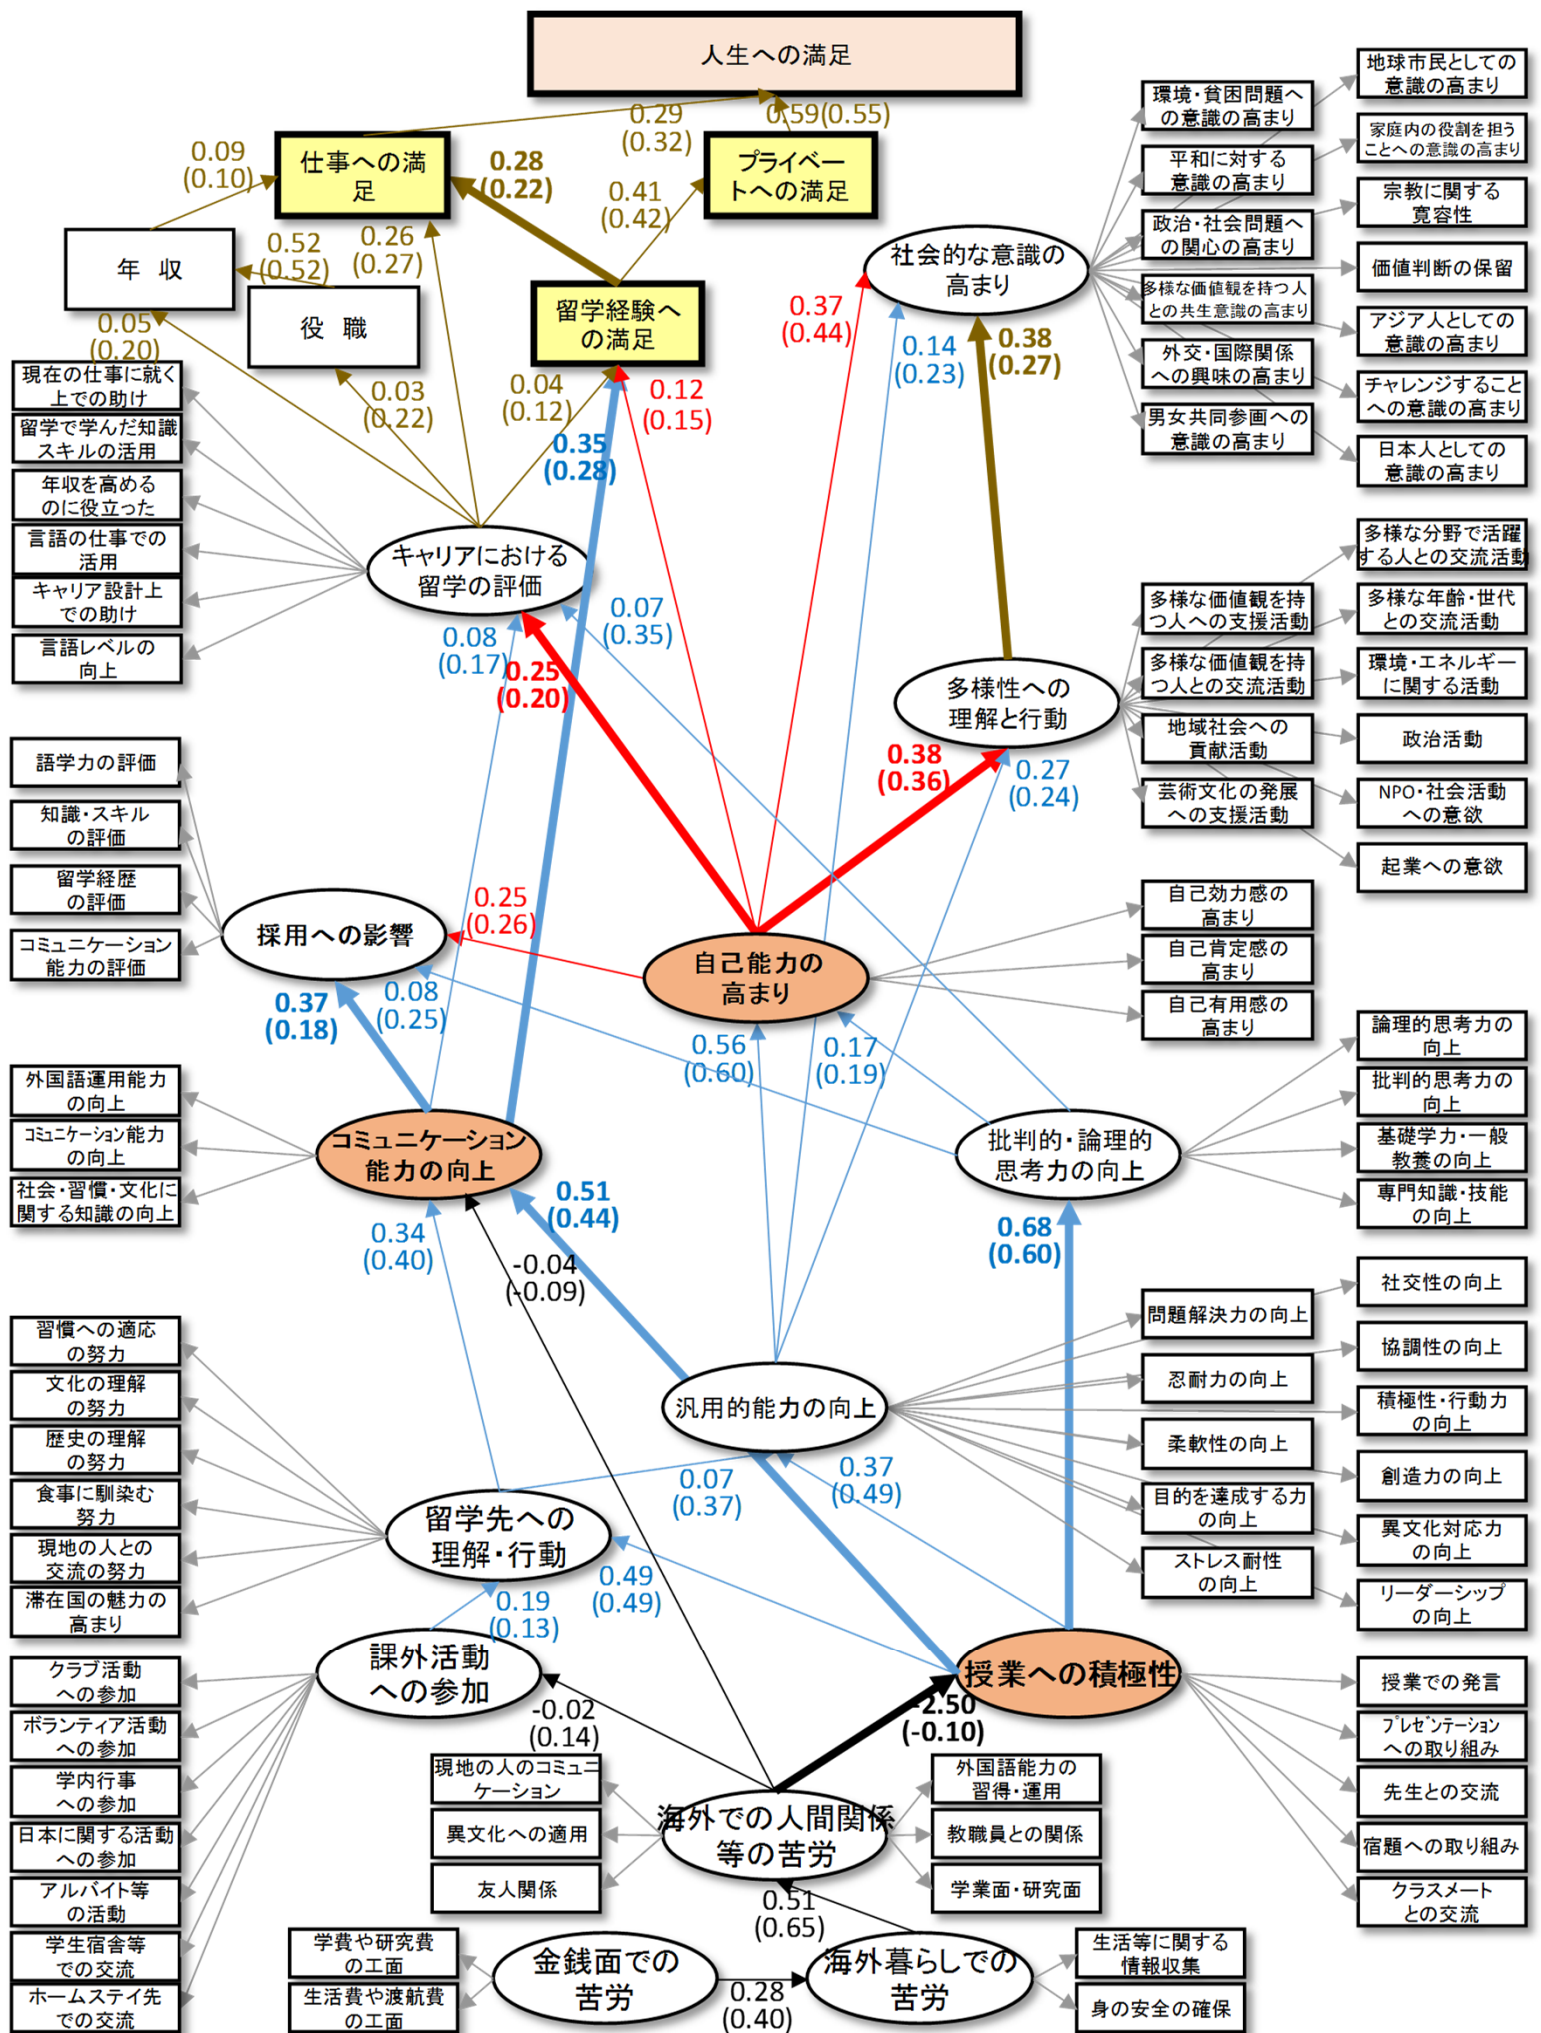 人生への満足
0.29
(0.32)
0.59(0.55)
0.09
(0.10)
仕事への満
足
0.28
(0.22)
プライベー
トへの満足
0.41
(0.42)
年 収
0.52
(0.52)
0.26
(0.27)
役 職
留学経験へ
の満足
0.05
(0.20)
0.03
(0.22)
0.04
(0.12)
0.12
(0.15)
0.35
(0.28)
社会的な意識の
高まり
0.37
(0.44)
0.14
(0.23)
0.38
(0.27)
環境・貧困問題へ
の意識の高まり
平和に対する
意識の高まり
政治・社会問題へ
の関心の高まり
多様な価値観を持つ人
との共生意識の高まり
外交・国際関係
への興味の高まり
男女共同参画への
意識の高まり
地球市民としての
意識の高まり
家庭内の役割を担う
ことへの意識の高まり
宗教に関する
寛容性
価値判断の保留
アジア人としての
意識の高まり
チャレンジすること
への意識の高まり
日本人としての
意識の高まり
現在の仕事に就く
上での助け
留学で学んだ知識
スキルの活用
年収を高める
のに役立った
言語の仕事での
活用
キャリア設計上
での助け
言語レベルの
向上
キャリアにおける
留学の評価
0.08
(0.17)
0.25
(0.20)
0.07
(0.35)
多様性への
理解と行動
0.38
(0.36)
0.27
(0.24)
多様な価値観を持
つ人への支援活動
多様な価値観を持
つ人との交流活動
地域社会への
貢献活動
芸術文化の発展
への支援活動
多様な分野で活躍
する人との交流活動
多様な年齢・世代
との交流活動
環境・エネルギー
に関する活動
政治活動
NPO・社会活動
への意欲
起業への意欲
語学力の評価
知識・スキル
の評価
留学経歴
の評価
コミュニケーション
能力の評価
採用への影響
0.25
(0.26)
0.37
(0.18)
0.08
(0.25)
自己能力の
高まり
0.56
(0.60)
0.17
(0.19)
自己効力感の
高まり
自己肯定感の
高まり
自己有用感の
高まり
外国語運用能力
の向上
コミュニケーション能力
の向上
社会・習慣・文化に
関する知識の向上
コミュニケーション
能力の向上
0.34
(0.40)
0.51
(0.44)
-0.04
(-0.09)
批判的・論理的
思考力の向上
0.68
(0.60)
論理的思考力の
向上
批判的思考力の
向上
基礎学力・一般
教養の向上
専門知識・技能
の向上
汎用的能力の向上
0.07
(0.37)
0.37
(0.49)
問題解決力の向上
忍耐力の向上
柔軟性の向上
目的を達成する力
の向上
ストレス耐性
の向上
社交性の向上
協調性の向上
積極性・行動力
の向上
創造力の向上
異文化対応力
の向上
リーダーシップ
の向上
習慣への適応
の努力
文化の理解
の努力
歴史の理解
の努力
食事に馴染む
努力
現地の人との
交流の努力
滞在国の魅力の
高まり
留学先への
理解・行動
0.19
(0.13)
0.49
(0.49)
課外活動
への参加
-0.02
(0.14)
クラブ活動
への参加
ボランティア活動
への参加
学内行事
への参加
日本に関する活動
への参加
アルバイト等
の活動
学生宿舎等
での交流
ホームステイ先
での交流
授業への積極性
-2.50
(-0.10)
授業での発言
プレゼンテーション
への取り組み
先生との交流
宿題への取り組み
クラスメート
との交流
現地の人のコミュニ
ケーション
異文化への適用
友人関係
海外での人間関係
等の苦労
外国語能力の
習得・運用
教職員との関係
学業面・研究面
0.51
(0.65)
学費や研究費
の工面
生活費や渡航費
の工面
金銭面での
苦労
0.28
(0.40)
海外暮らしでの
苦労
生活等に関する
情報収集
身の安全の確保